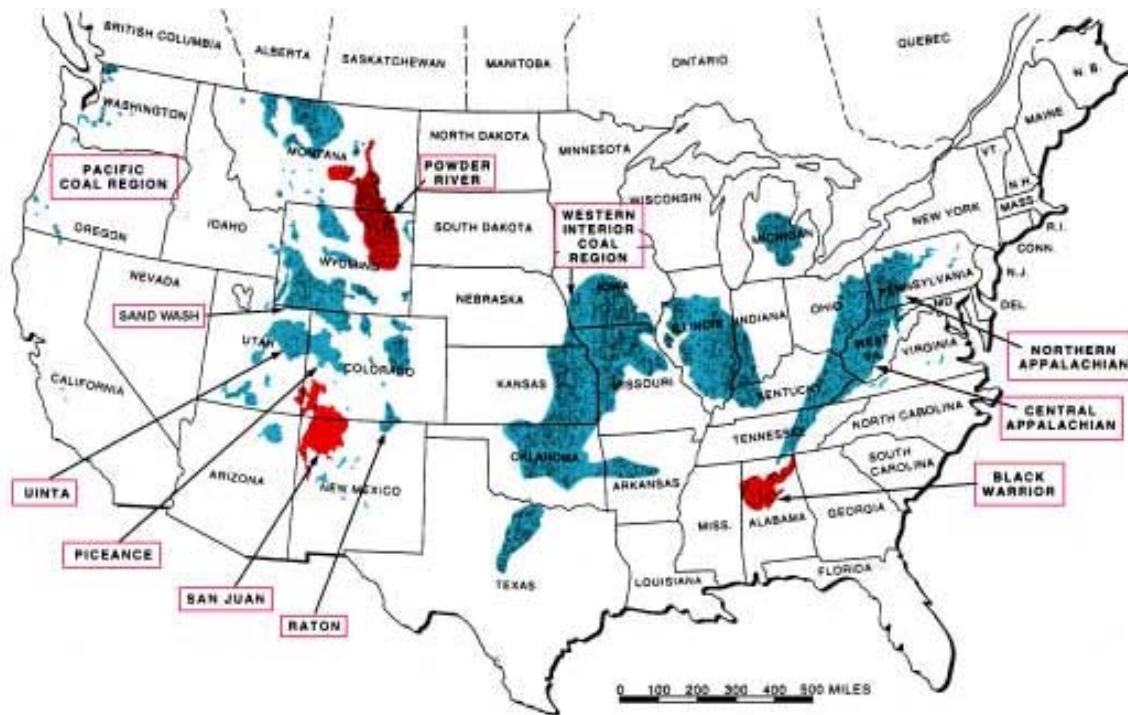 BRITISH COLUMBIA
ALBERTA
SASKATCHEWAN
MANITOBA
ONTARIO
QUEBEC
N. B.
WASHINGTON
MONTANA
NORTH DAKOTA
MINNESOTA
MAINE
VT.
N.H.
MASS.
R.I.
CONN.
PACIFIC
COAL REGION
POWDER
RIVER
WISCONSIN
NEW YORK
OREGON
IDAHO
SOUTH DAKOTA
WESTERN
INTERIOR
COAL
REGION
MICHIGAN
WYOMING
NEVADA
NEBRASKA
IOWA
PENNSYLVANIA
N.J.
SAND WASH
ILLINOIS
INDIANA
OHIO
MD.
DEL.
UTAH
COLORADO
KANSAS
MISSOURI
WEST
VA.
VIRGINIA
NORTHERN
APPALACHIAN
CALIFORNIA
KENTUCKY
NORTH CAROLINA
CENTRAL
APPALACHIAN
TENNESSEE
OKLAHOMA
ARKANSAS
SOUTH
CAROLINA
ARIZONA
NEW MEXICO
UINTA
BLACK
WARRIOR
MISS.
ALABAMA
GEORGIA
PICEANCE
TEXAS
LOUISIANA
FLORIDA
SAN JUAN
RATON
0 100 200 300 400 500 MILES